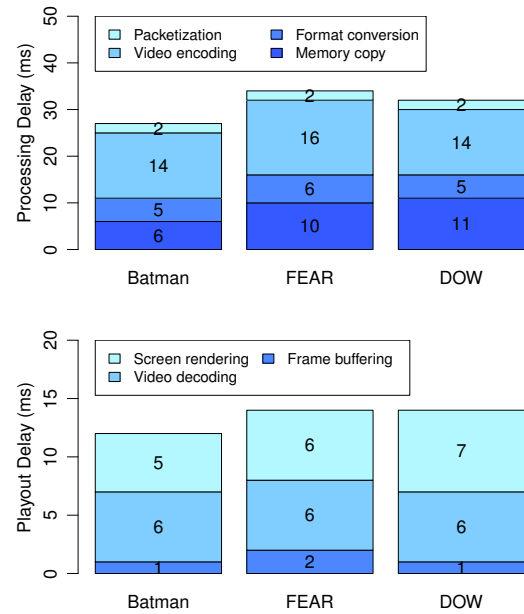 50
40
30
20
10
0
Processing Delay (ms)
Packetization
Format conversion
Video encoding
Memory copy
2
2
2
14
16
14
5
6
5
6
10
11
Batman
FEAR
DOW
20
15
10
5
0
Playout Delay (ms)
Screen rendering
Frame buffering
Video decoding
5
6
7
6
6
6
1
2
1
Batman
FEAR
DOW